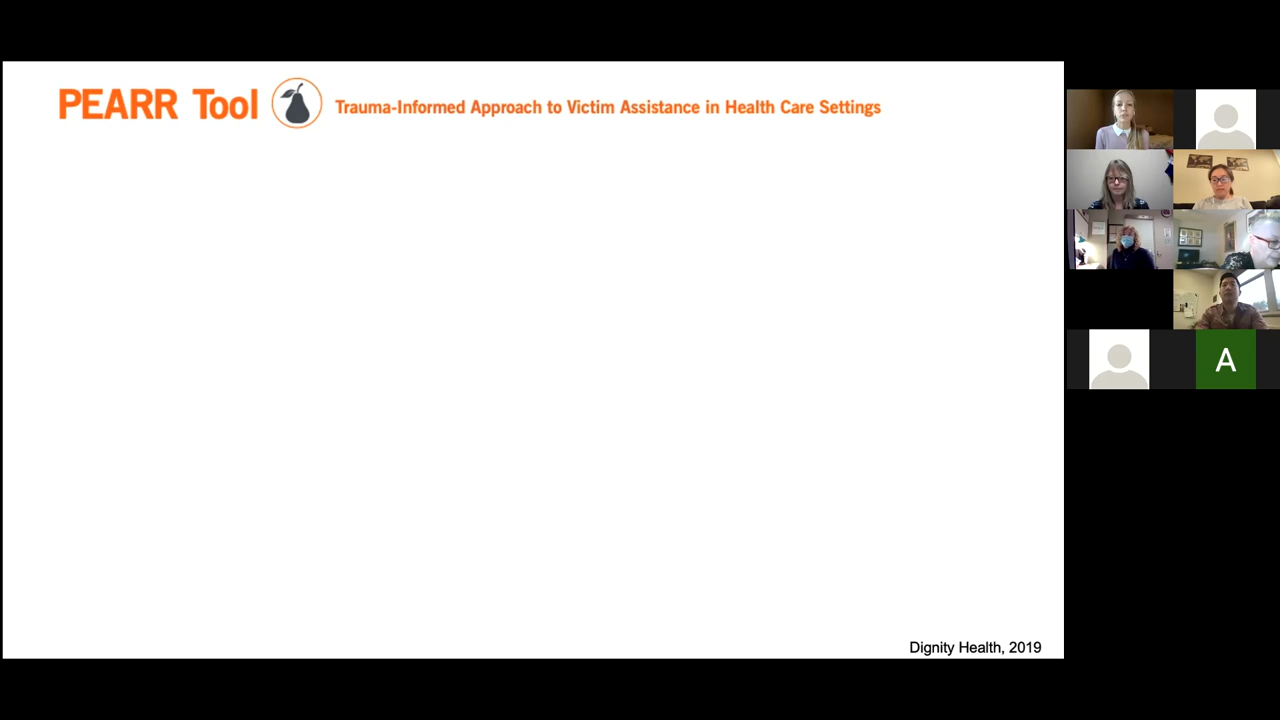 PEARR Tool Trauma-Informed Approach to Victim Assistance in Health Care Settings
A
Dignity Health, 2019